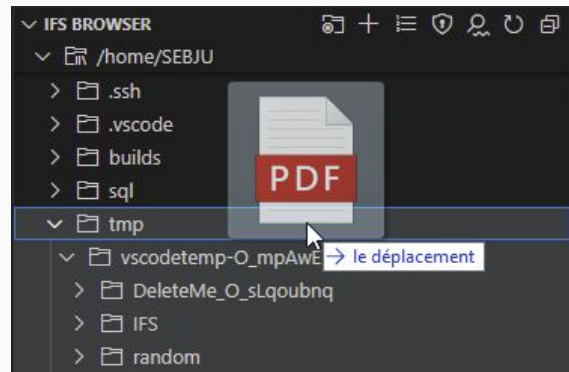 IFS BROWSER
/home/SEBJU
.ssh
.vscode
builds
sql
PDF
tmp
vscodetemp-O_mpAwE → le déplacement
DeleteMe_O_sLqoubnq
IFS
random